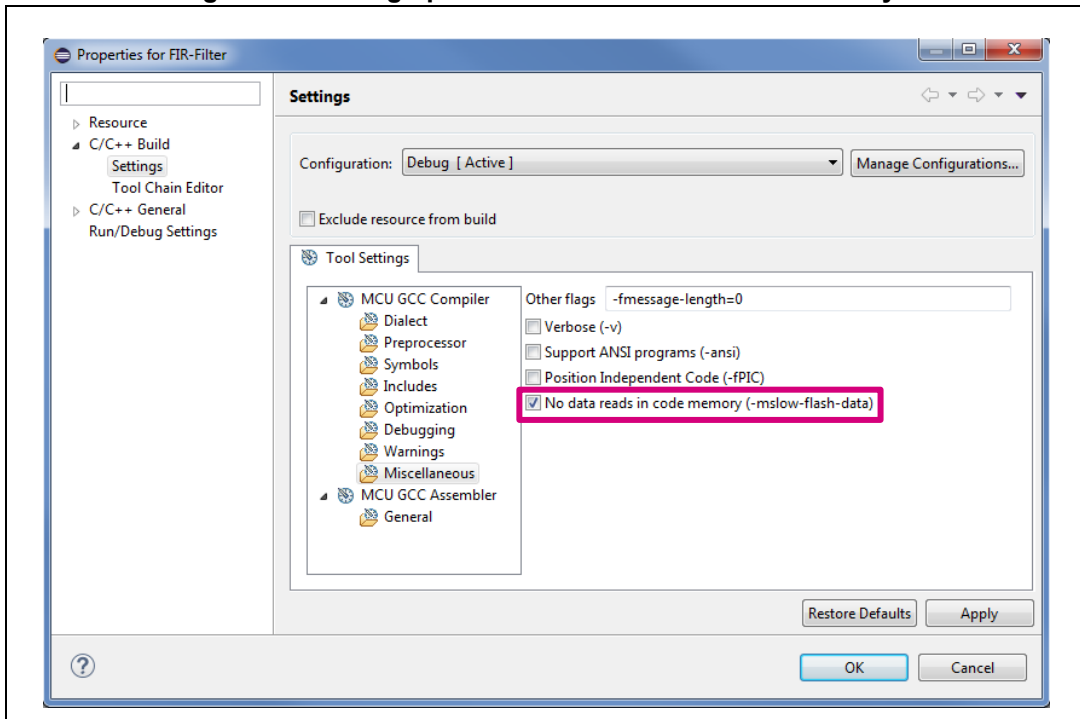 Properties for FIR-Filter
Settings
Resource
C/C++ Build
Settings
Tool Chain Editor
C/C++ General
Run/Debug Settings
Configuration: Debug [ Active ] Manage Configurations...
Exclude resource from build
Tool Settings
MCU GCC Compiler
Dialect
Preprocessor
Symbols
Includes
Optimization
Debugging
Warnings
Miscellaneous
MCU GCC Assembler
General
Other flags -fmessage-length=0
Verbose (-v)
Support ANSI programs (-ansi)
Position Independent Code (-fPIC)
No data reads in code memory (-mslow-flash-data)
Restore Defaults Apply
? OK Cancel